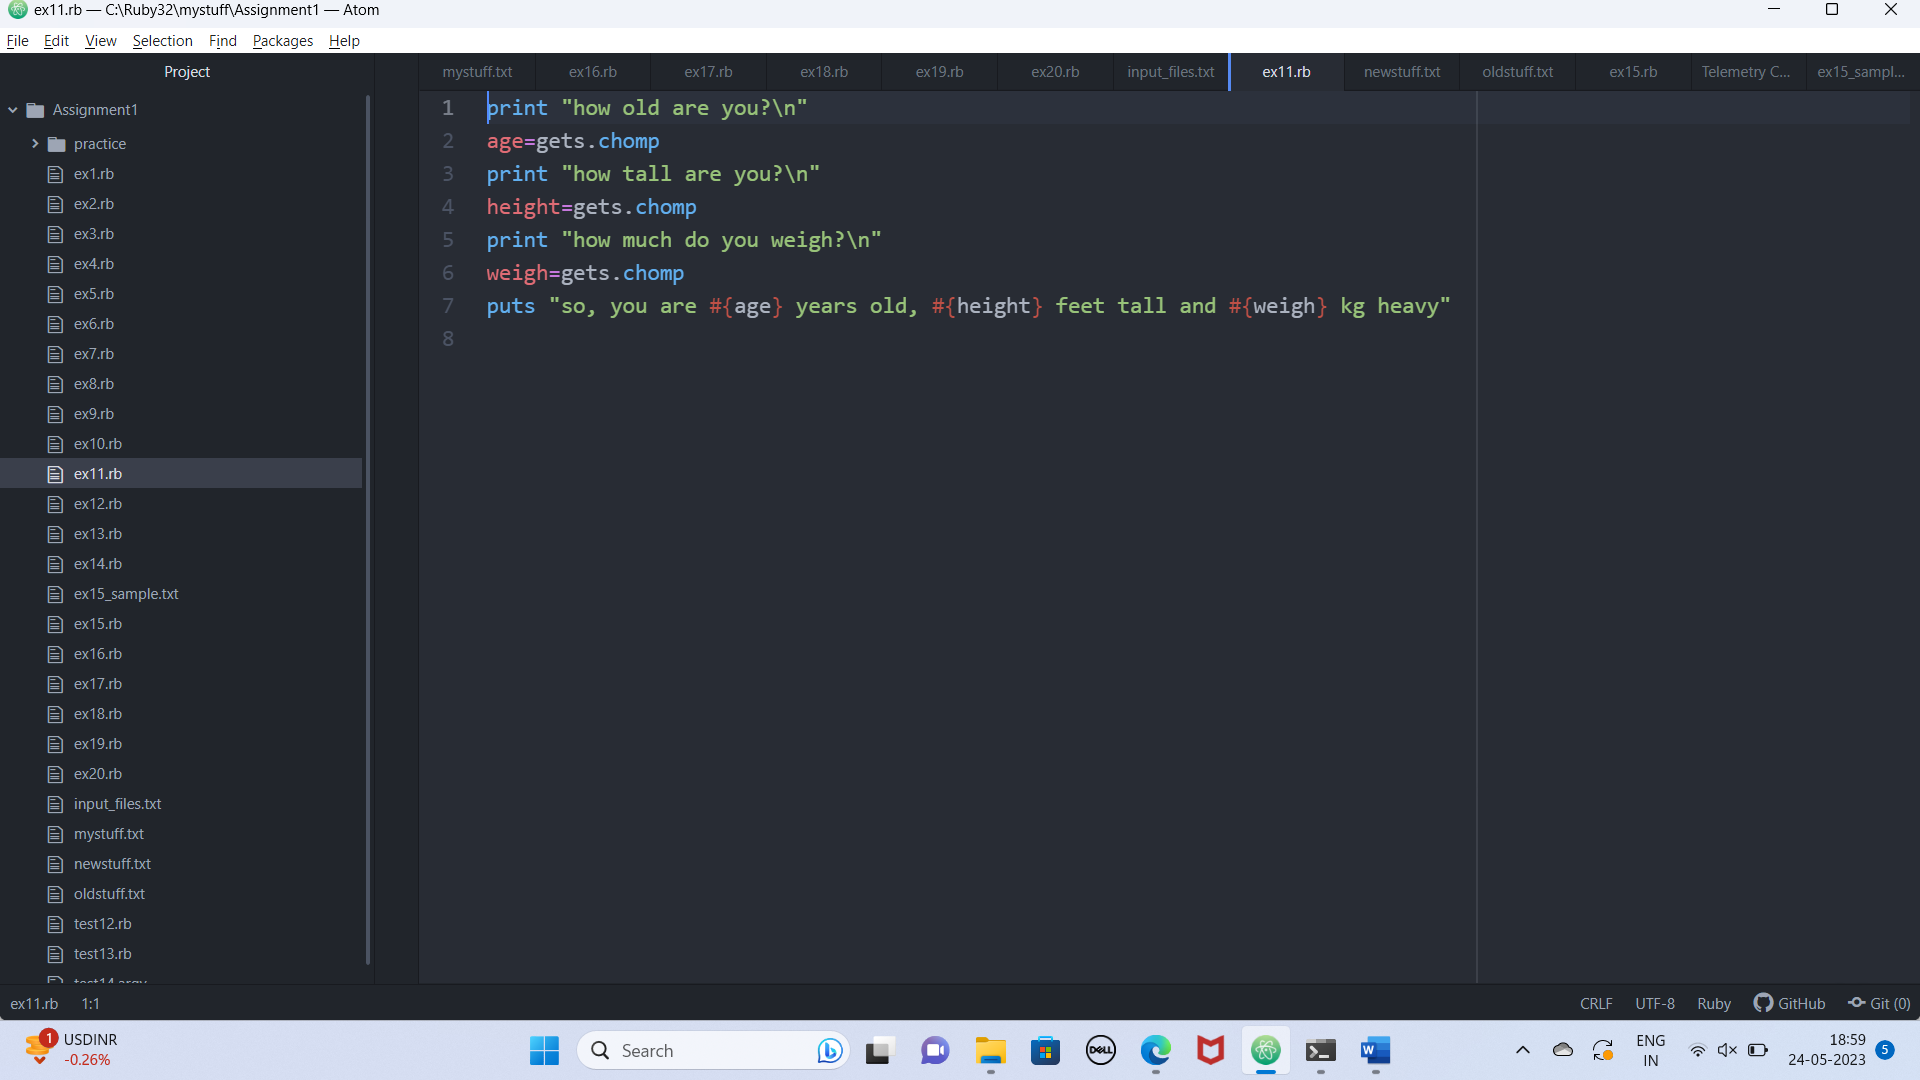 ex11.rb — C:\Ruby32\mystuff\Assignment1 — Atom
File Edit View Selection Find Packages Help
Project
mystuff.txt ex16.rb ex17.rb ex18.rb ex19.rb ex20.rb input_files.txt ex11.rb newstuff.txt oldstuff.txt ex15.rb Telemetry C... ex15_sampl...
Assignment1
practice
ex1.rb
ex2.rb
ex3.rb
ex4.rb
ex5.rb
ex6.rb
ex7.rb
ex8.rb
ex9.rb
ex10.rb
ex11.rb
ex12.rb
ex13.rb
ex14.rb
ex15_sample.txt
ex15.rb
ex16.rb
ex17.rb
ex18.rb
ex19.rb
ex20.rb
input_files.txt
mystuff.txt
newstuff.txt
oldstuff.txt
test12.rb
test13.rb
1 print "how old are you?\n"
2 age=gets.chomp
3 print "how tall are you?\n"
4 height=gets.chomp
5 print "how much do you weigh?\n"
6 weigh=gets.chomp
7 puts "so, you are #{age} years old, #{height} feet tall and #{weigh} kg heavy"
8
ex11.rb 1:1 CRLF UTF-8 Ruby GitHub Git (0)
1 USDINR
-0.26%
Search
DELL
W
ENG
IN
18:59
24-05-2023
5